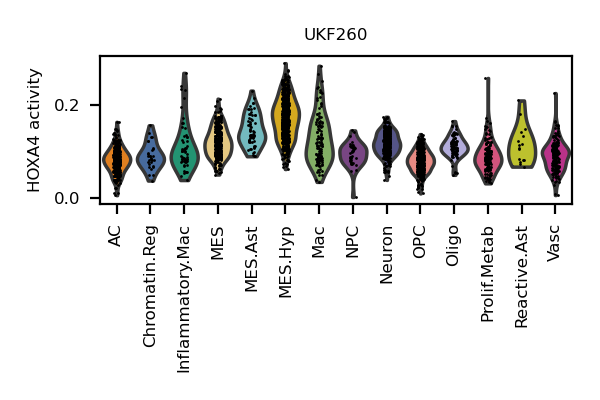 UKF260
HOXA4 activity
0.2
0.0
AC
Chromatin.Reg
Inflammatory.Mac
MES
MES.Ast
MES.Hyp
Mac
NPC
Neuron
OPC
Oligo
Prolif.Metab
Reactive.Ast
Vasc